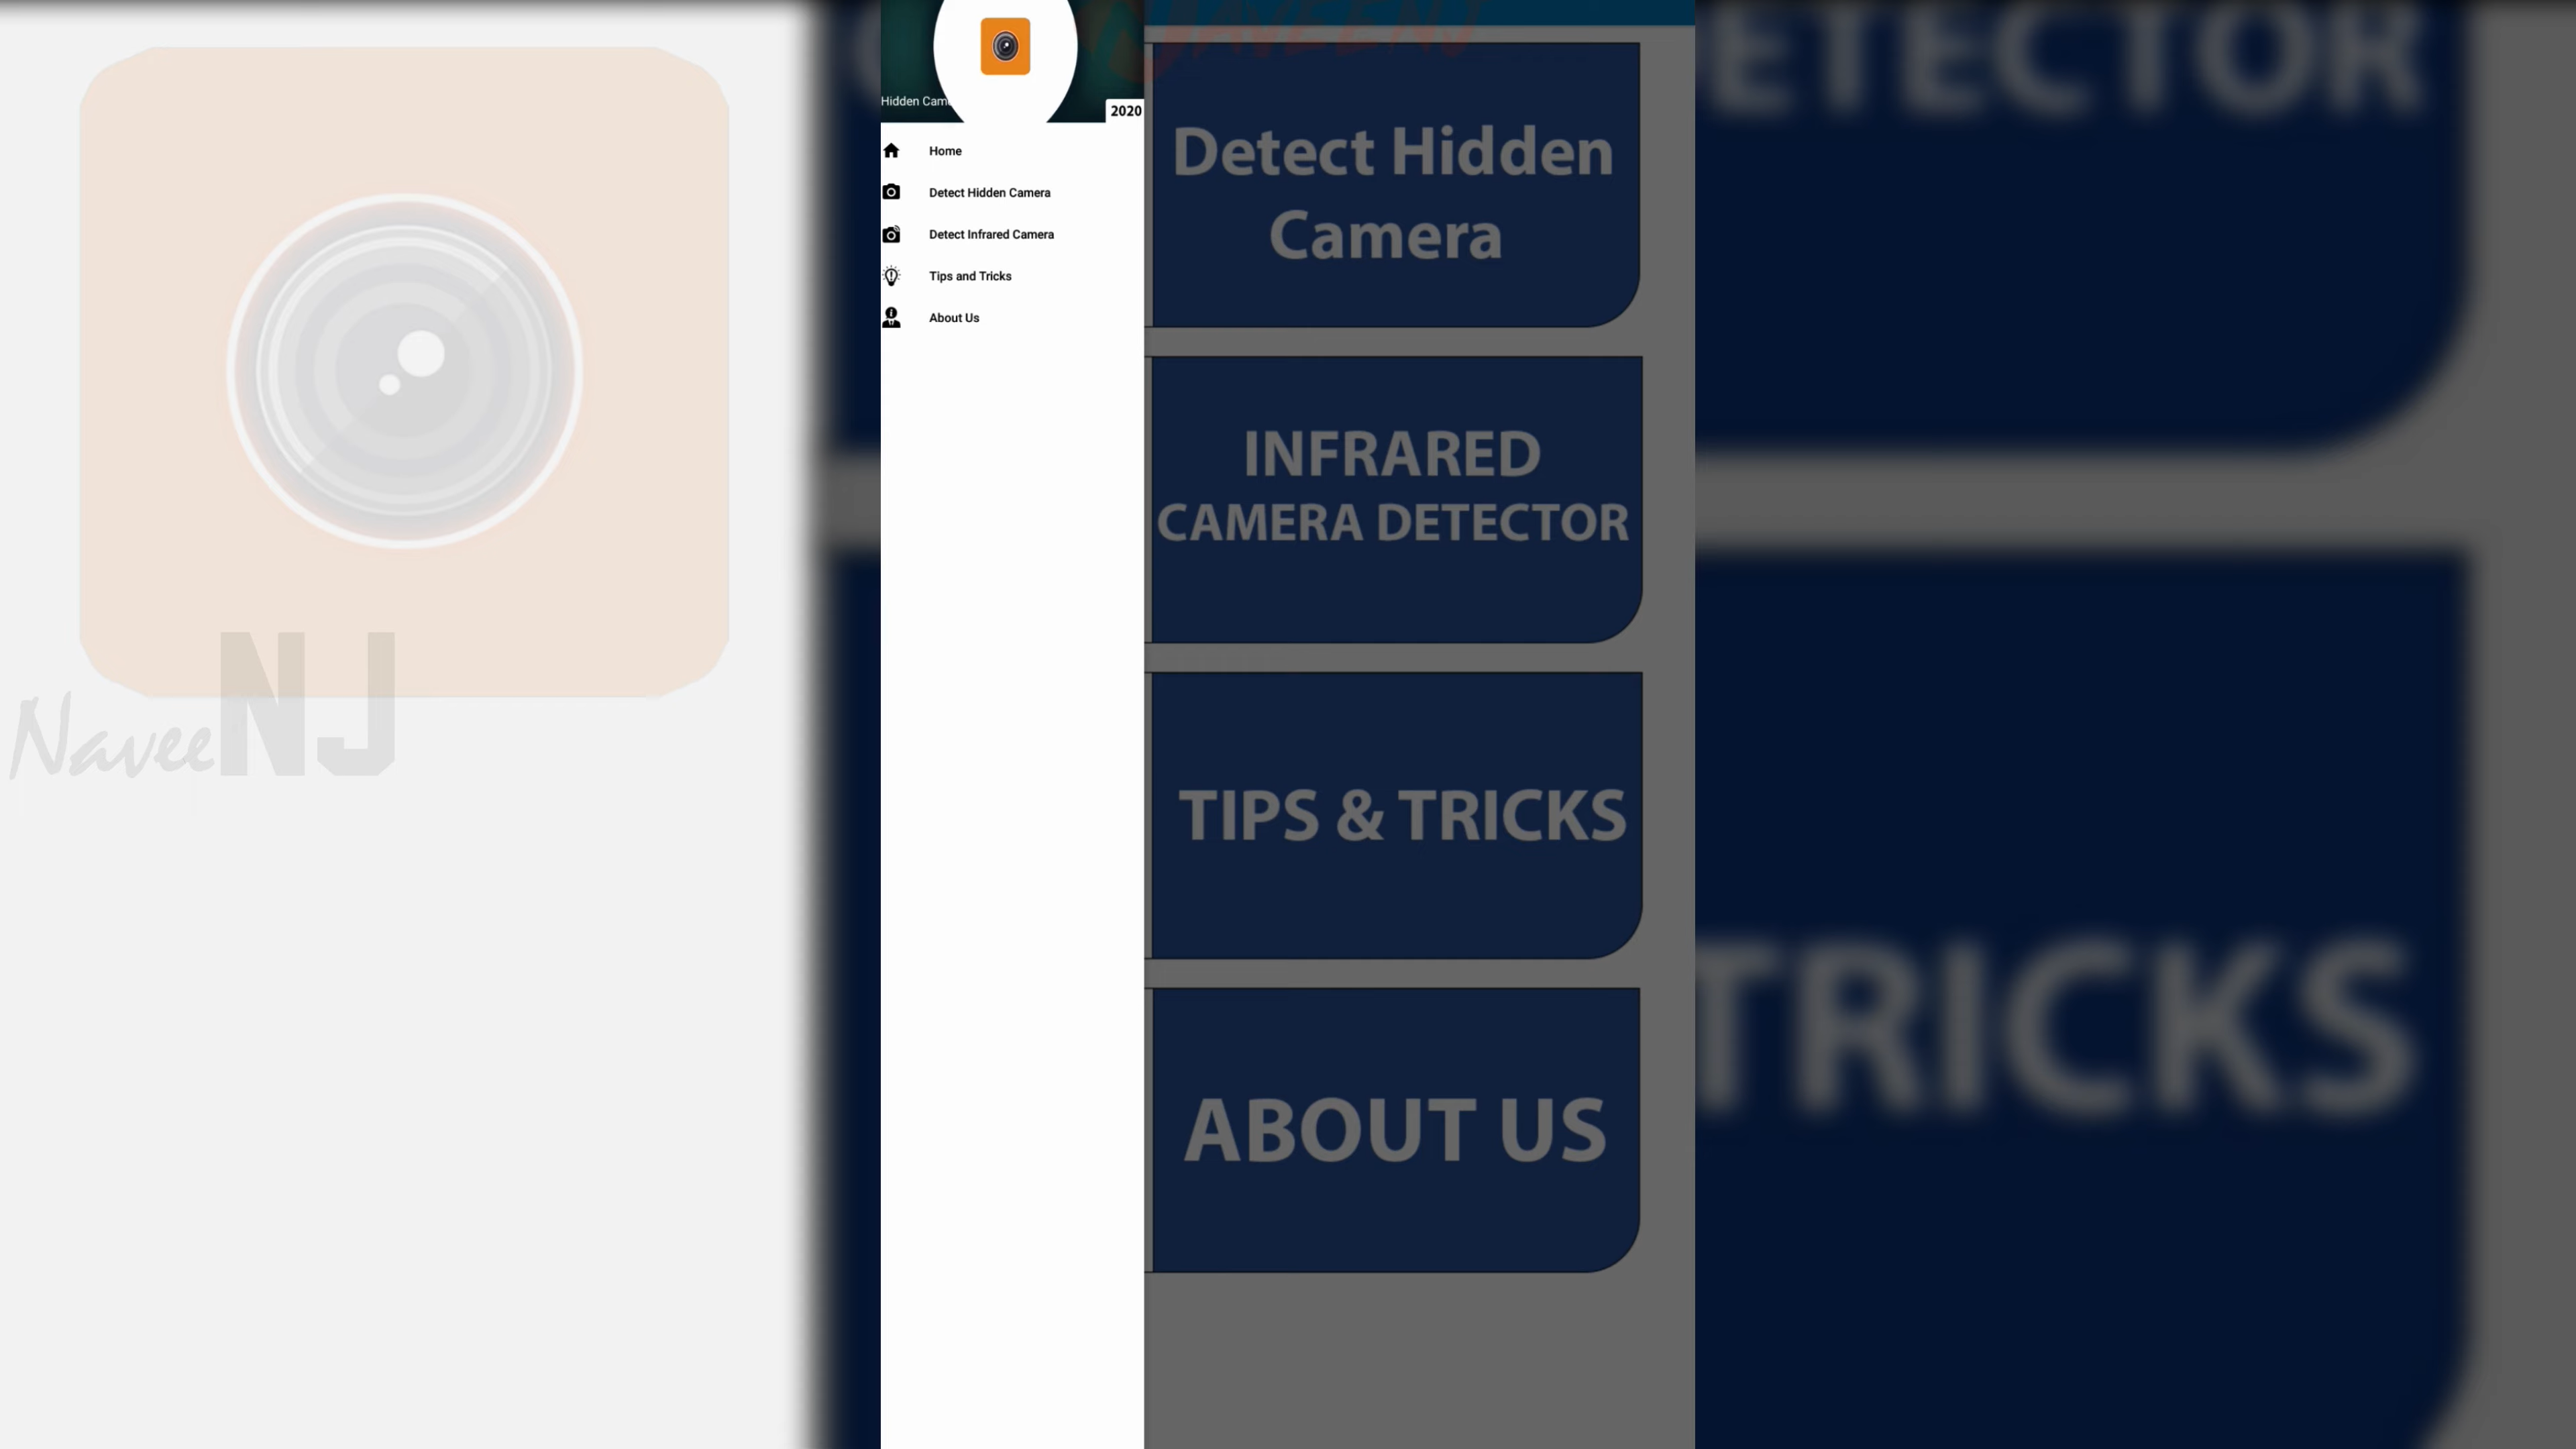 NaveeNJ
NAVEENJ
Hidden Cam
2020
Home
Detect Hidden Camera
Detect Infrared Camera
Tips and Tricks
About Us
Detect Hidden
Camera
INFRARED
CAMERA DETECTOR
TIPS & TRICKS
ABOUT US
ETECTOR
TRICKS